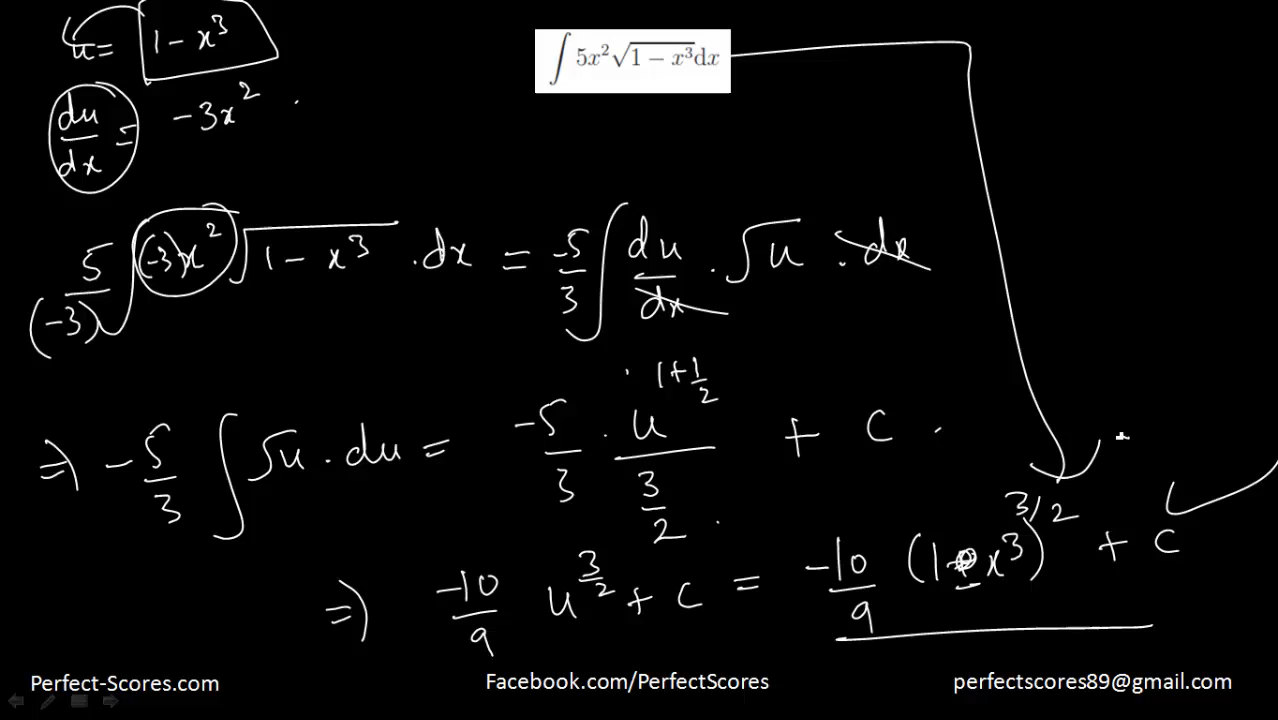 u = 1 - x³
∫ 5x²√(1 - x³)dx
du/dx = -3x²
5/(-3) ∫ (-3)x² √(1 - x³) . dx = -5/3 ∫ du/dx . √u . dx
⇒ -5/3 ∫ √u . du = -5/3 . u^(1+1/2) / (3/2) + c .
⇒ -10/9 u^(3/2) + c = -10/9 (1 - x³)^(3/2) + c
Perfect-Scores.com
Facebook.com/PerfectScores
perfectscores89@gmail.com